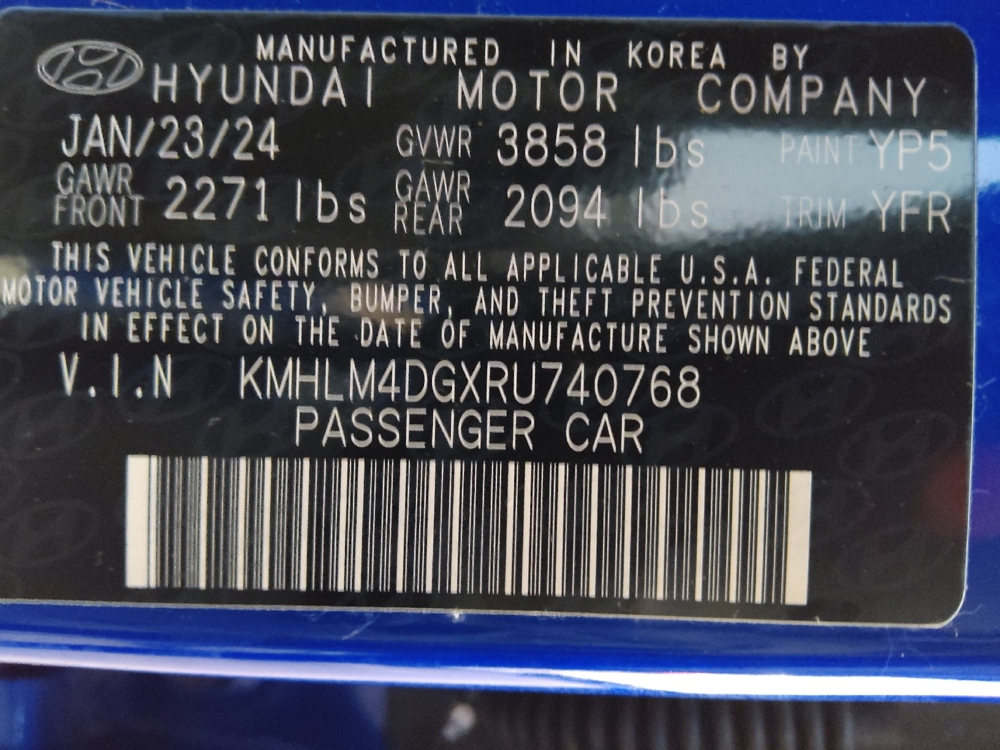 MANUFACTURED IN KOREA BY
HYUNDAI MOTOR COMPANY
JAN/23/24 GVWR 3858 lbs PAINT YP5
GAWR FRONT 2271 lbs GAWR REAR 2094 lbs TRIM YFR
THIS VEHICLE CONFORMS TO ALL APPLICABLE U.S.A. FEDERAL
MOTOR VEHICLE SAFETY, BUMPER, AND THEFT PREVENTION STANDARDS
IN EFFECT ON THE DATE OF MANUFACTURE SHOWN ABOVE
V.I.N KMHLM4DGXRU740768
PASSENGER CAR